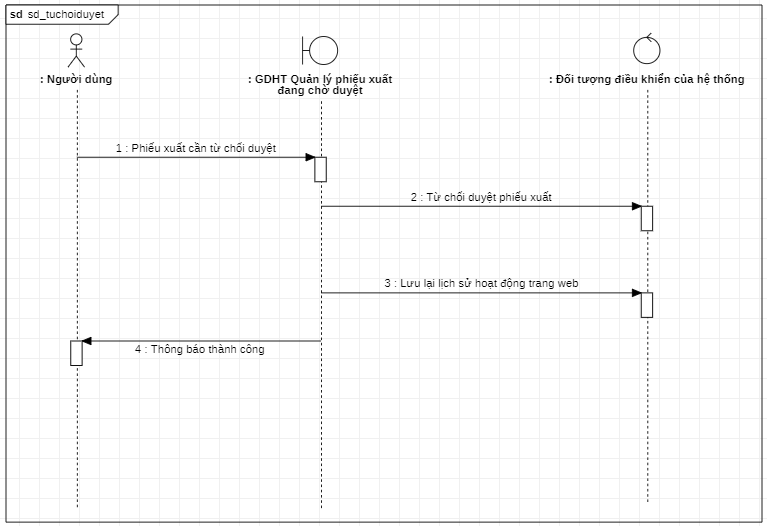 sd sd_tuchoiduyet
: Người dùng
: GDHT Quản lý phiếu xuất
đang chờ duyệt
: Đối tượng điều khiển của hệ thống
1 : Phiếu xuất cần từ chối duyệt
2 : Từ chối duyệt phiếu xuất
3 : Lưu lại lịch sử hoạt động trang web
4 : Thông báo thành công